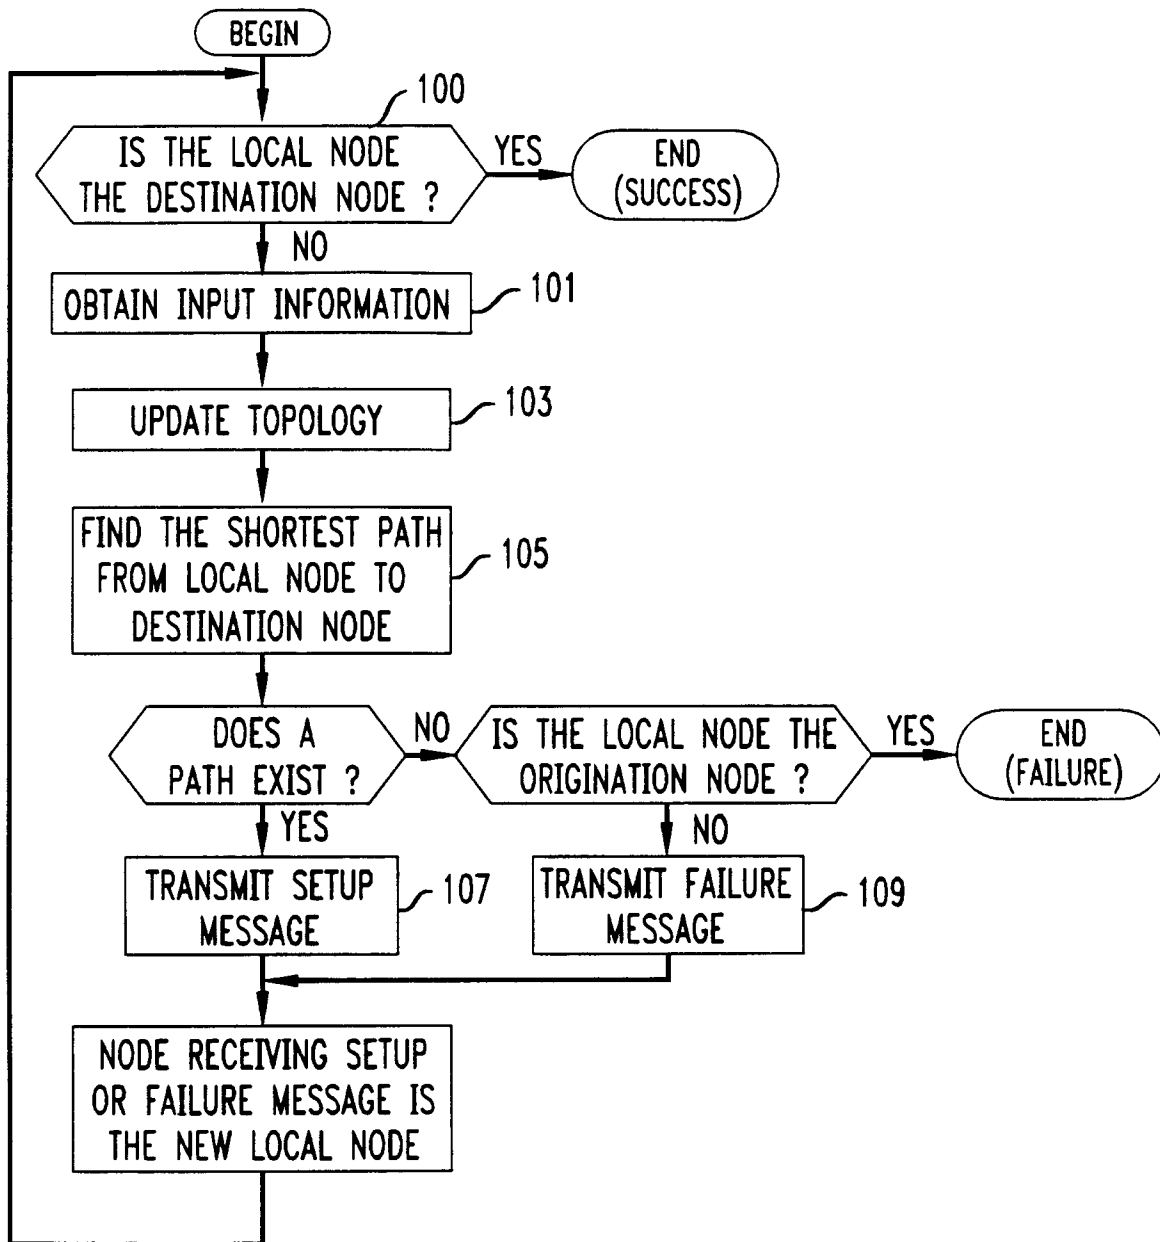 BEGIN
100
IS THE LOCAL NODE
THE DESTINATION NODE ?
YES
END
(SUCCESS)
NO
OBTAIN INPUT INFORMATION
101
UPDATE TOPOLOGY
103
FIND THE SHORTEST PATH
FROM LOCAL NODE TO
DESTINATION NODE
105
DOES A
PATH EXIST ?
NO
IS THE LOCAL NODE THE
ORIGINATION NODE ?
YES
END
(FAILURE)
YES
NO
TRANSMIT SETUP
MESSAGE
107
TRANSMIT FAILURE
MESSAGE
109
NODE RECEIVING SETUP
OR FAILURE MESSAGE IS
THE NEW LOCAL NODE